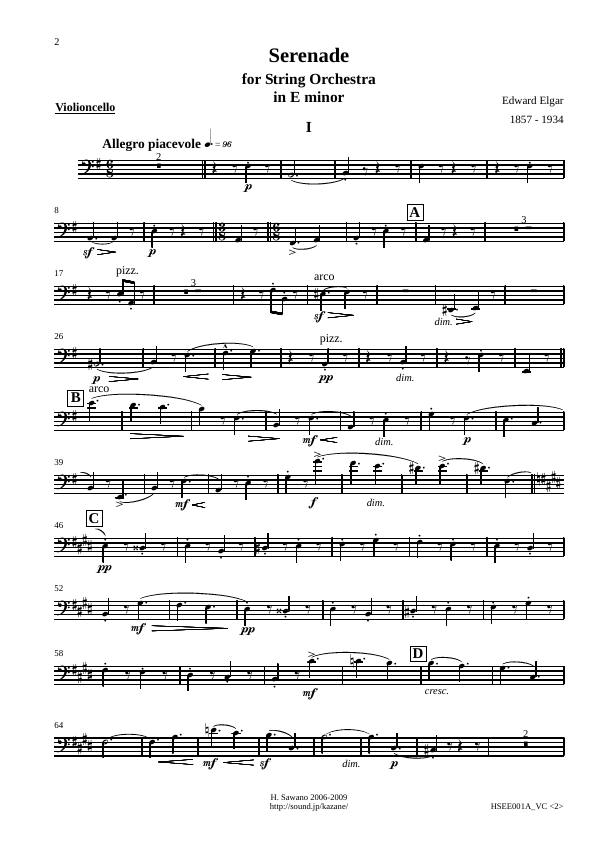 2
Serenade
for String Orchestra
in E minor
Violioncello
Edward Elgar
1857 - 1934
I
Allegro piacevole = 96
2
p
8
A
3
sf p
17
pizz.
3
arco
sf
dim.
26
pizz.
p
pp
dim.
B arco
mf
dim.
p
39
mf
f
dim.
C
46
pp
52
mf
pp
58
D
mf
cresc.
64
2
mf
sf
dim.
p
H. Sawano 2006-2009
http://sound.jp/kazane/
HSEE001A_VC <2>